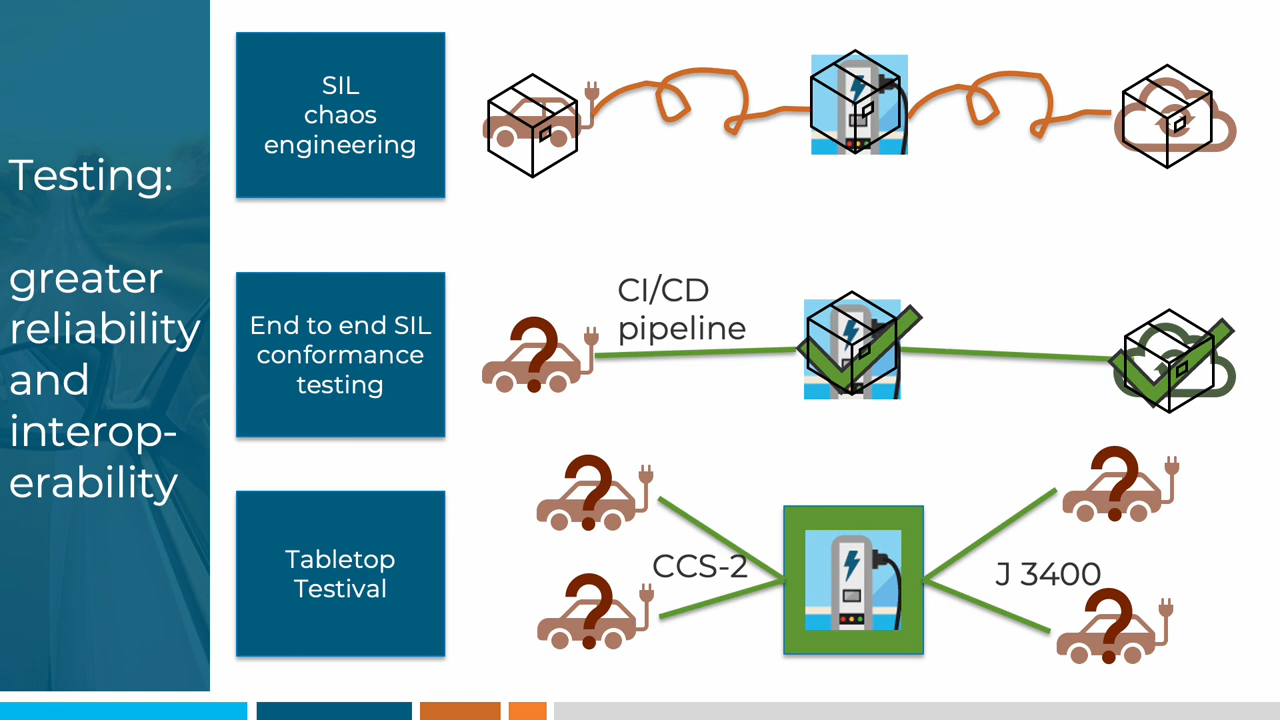 Testing:
greater
reliability
and
interop-
erability
SIL
chaos
engineering
End to end SIL
conformance
testing
CI/CD
pipeline
?
Tabletop
Testival
?
?
CCS-2
?
?
J 3400